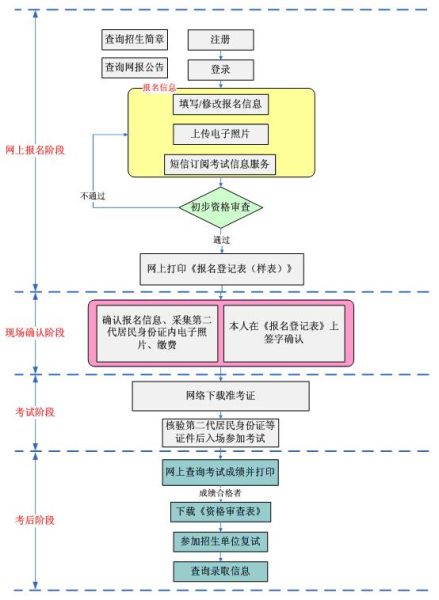 查询招生简章
注册
查询网报公告
登录
报名信息
填写/修改报名信息
网上报名阶段
上传电子照片
短信订阅考试信息服务
不通过
初步资格审查
通过
网上打印《报名登记表（样表）》
现场确认阶段
确认报名信息、采集第二
代居民身份证内电子照
片、缴费
本人在《报名登记表》上
签字确认
考试阶段
网络下载准考证
核验第二代居民身份证等
证件后入场参加考试
考后阶段
网上查询考试成绩并打印
成绩合格者
下载《资格审查表》
参加招生单位复试
查询录取信息